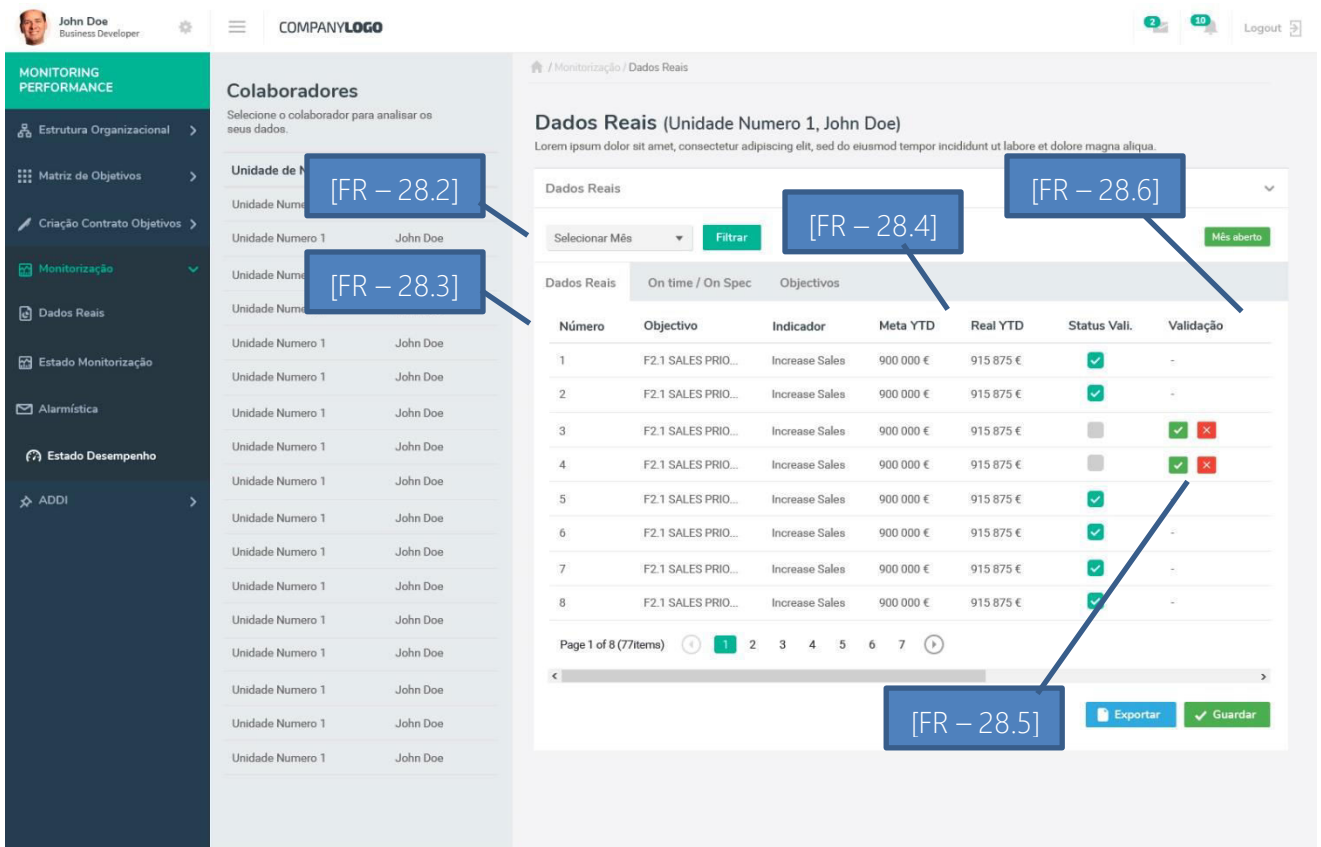 John Doe
Business Developer
COMPANYLOGO
2
10
Logout
MONITORING
PERFORMANCE
Estrutura Organizacional
Matriz de Objetivos
Criação Contrato Objetivos
Monitorização
Dados Reais
Estado Monitorização
Alarmística
Estado Desempenho
ADDI
Colaboradores
Selecione o colaborador para analisar os
seus dados.
Unidade de
Unidade
Unidade Numero 1 John Doe
Unidade
Unidade
Unidade Numero 1 John Doe
Unidade Numero 1 John Doe
Unidade Numero 1 John Doe
Unidade Numero 1 John Doe
Unidade Numero 1 John Doe
Unidade Numero 1 John Doe
Unidade Numero 1 John Doe
Unidade Numero 1 John Doe
Unidade Numero 1 John Doe
Unidade Numero 1 John Doe
Unidade Numero 1 John Doe
Unidade Numero 1 John Doe
Unidade Numero 1 John Doe
[FR – 28.2]
[FR – 28.3]
/ Monitorização / Dados Reais
Dados Reais (Unidade Numero 1, John Doe)
Lorem ipsum dolor sit amet, consectetur adipiscing elit, sed do eiusmod tempor incididunt ut labore et dolore magna aliqua.
Dados Reais
[FR – 28.6]
[FR – 28.4]
Selecionar Mês Filtrar Mês aberto
Dados Reais On time / On Spec Objectivos
Número Objectivo Indicador Meta YTD Real YTD Status Vali. Validação
1 F2.1 SALES PRIO... Increase Sales 900 000 € 915 875 € -
2 F2.1 SALES PRIO... Increase Sales 900 000 € 915 875 € -
3 F2.1 SALES PRIO... Increase Sales 900 000 € 915 875 €
4 F2.1 SALES PRIO... Increase Sales 900 000 € 915 875 €
5 F2.1 SALES PRIO... Increase Sales 900 000 € 915 875 €
6 F2.1 SALES PRIO... Increase Sales 900 000 € 915 875 € -
7 F2.1 SALES PRIO... Increase Sales 900 000 € 915 875 € -
8 F2.1 SALES PRIO... Increase Sales 900 000 € 915 875 € -
Page 1 of 8 (77items) 1 2 3 4 5 6 7
[FR – 28.5]
Exportar Guardar